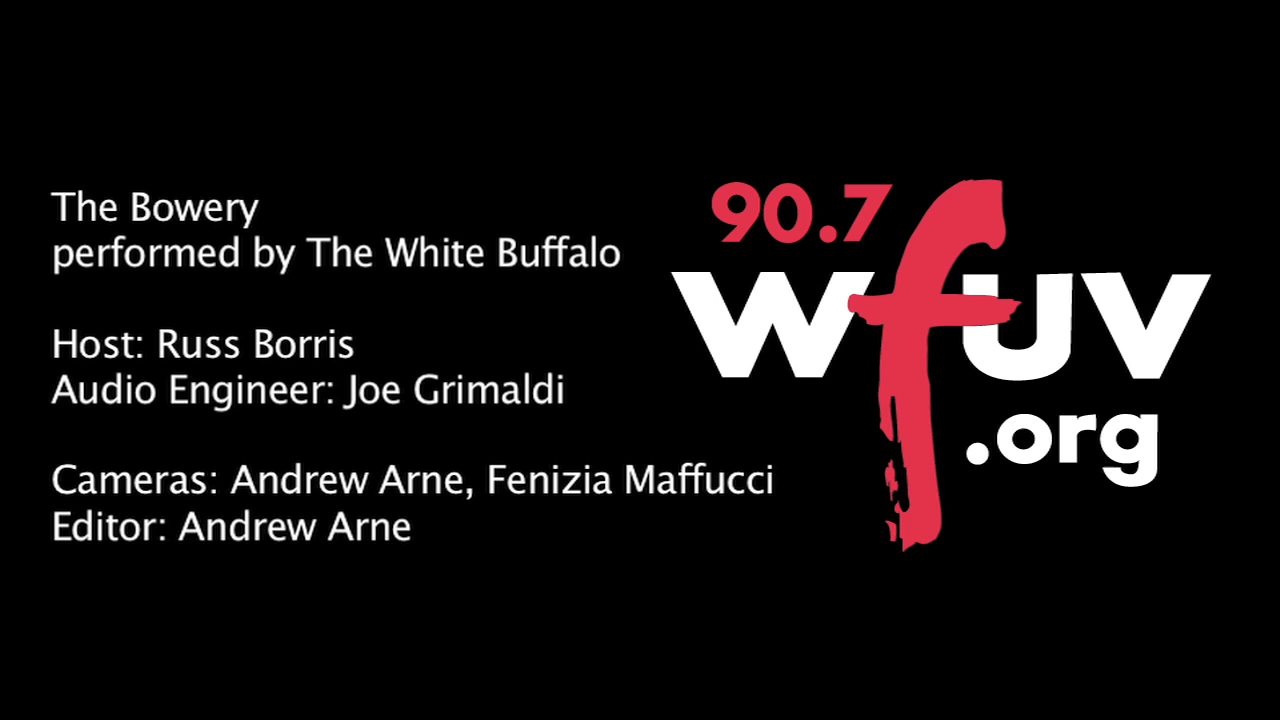 The Bowery
performed by The White Buffalo
Host: Russ Borris
Audio Engineer: Joe Grimaldi
Cameras: Andrew Arne, Fenizia Maffucci
Editor: Andrew Arne
90.7
wfuv
.org